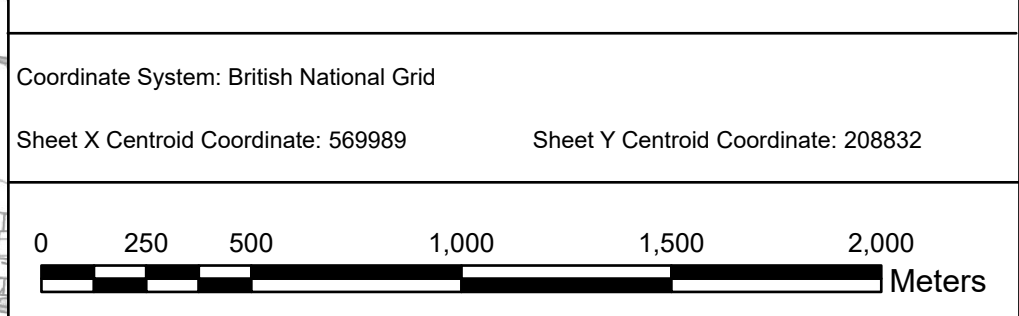 Coordinate System: British National Grid
Sheet X Centroid Coordinate: 569989 Sheet Y Centroid Coordinate: 208832
0 250 500 1,000 1,500 2,000
Meters